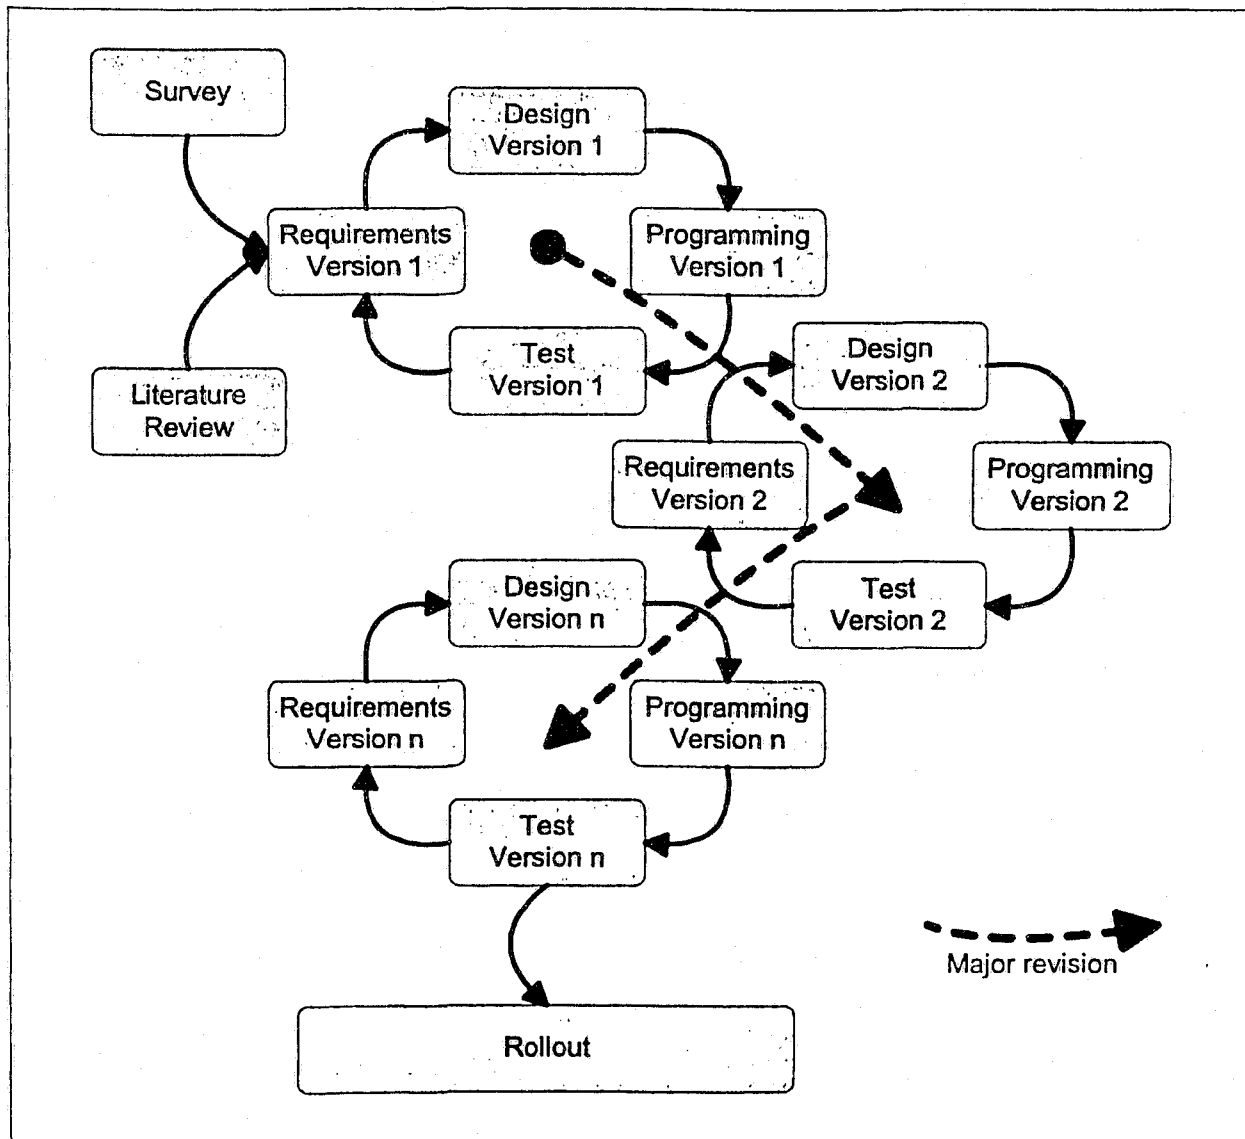 Survey
Design
Version 1
Requirements
Version 1
Programming
Version 1
Test
Version 1
Literature
Review
Design
Version 2
Requirements
Version 2
Programming
Version 2
Test
Version 2
Design
Version n
Requirements
Version n
Programming
Version n
Test
Version n
Major revision
Rollout